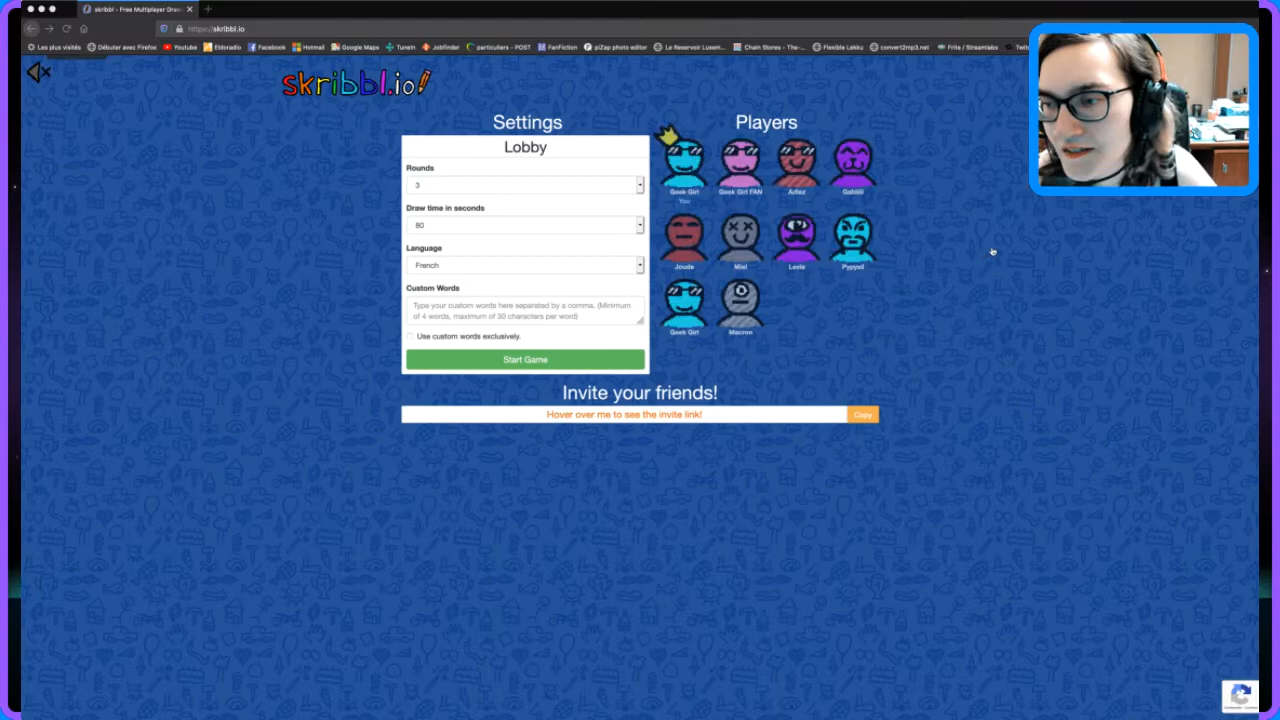 skribbl - Free Multiplayer Draw
https://skribbl.io
Les plus visités
Débuter avec Firefox
Youtube
Eldoradio
Facebook
Hotmail
Google Maps
TuneIn
Jobfinder
particuliers - POST
FanFiction
piZap photo editor
Le Reservoir Luxem...
Chain Stores - The-...
Flexible Lekku
convert2mp3.net
Frite / Streamlabs
Twitc
skribbl.io!
Settings
Players
Lobby
Rounds
3
Draw time in seconds
80
Language
French
Custom Words
Type your custom words here separated by a comma. (Minimum
of 4 words, maximum of 30 characters per word)
Use custom words exclusively.
Start Game
Geek Girl
You
Geek Girl FAN
Gabiiiii
Joude
Miel
Pypysil
Geek Girl
Macron
Invite your friends!
Hover over me to see the invite link!
Copy